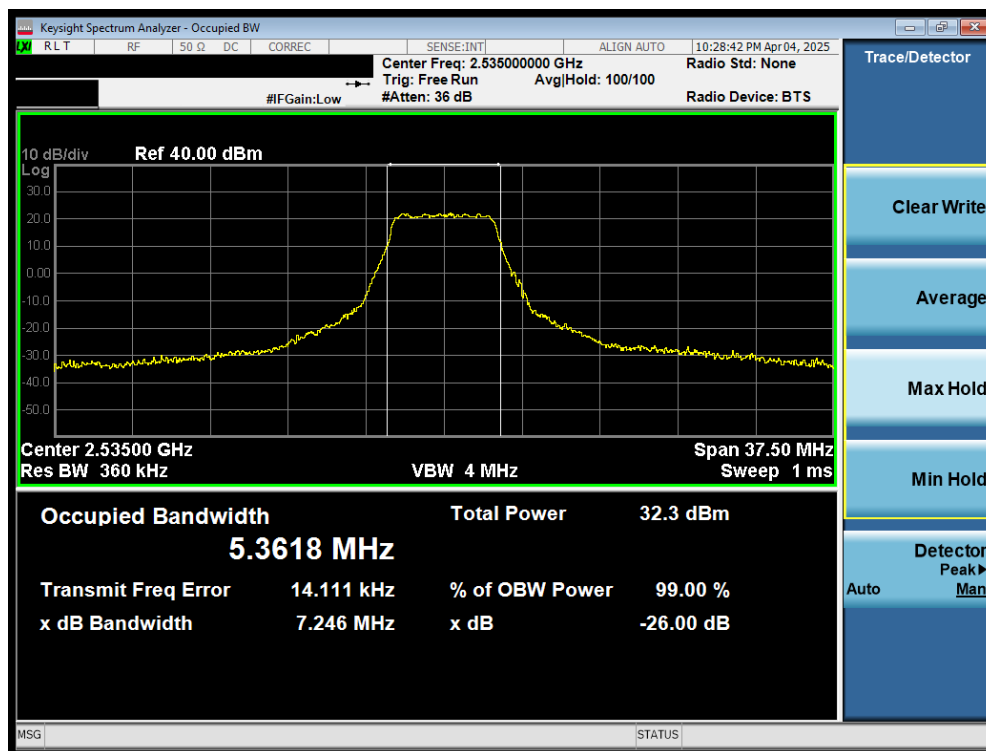 Keysight Spectrum Analyzer - Occupied BW
LXI RLT RF 50 Ω DC CORREC SENSE:INT ALIGN AUTO 10:28:42 PM Apr 04, 2025
Center Freq: 2.535000000 GHz Radio Std: None
Trig: Free Run Avg|Hold: 100/100
#IFGain:Low #Atten: 36 dB Radio Device: BTS
10 dB/div Ref 40.00 dBm
Log
30.0
20.0
10.0
0.00
-10.0
-20.0
-30.0
-40.0
-50.0
Center 2.53500 GHz Span 37.50 MHz
Res BW 360 kHz VBW 4 MHz Sweep 1 ms
Occupied Bandwidth Total Power 32.3 dBm
5.3618 MHz
Transmit Freq Error 14.111 kHz % of OBW Power 99.00 %
x dB Bandwidth 7.246 MHz x dB -26.00 dB
MSG STATUS
Trace/Detector
Clear Write
Average
Max Hold
Min Hold
Detector
Peak▶
Auto Man